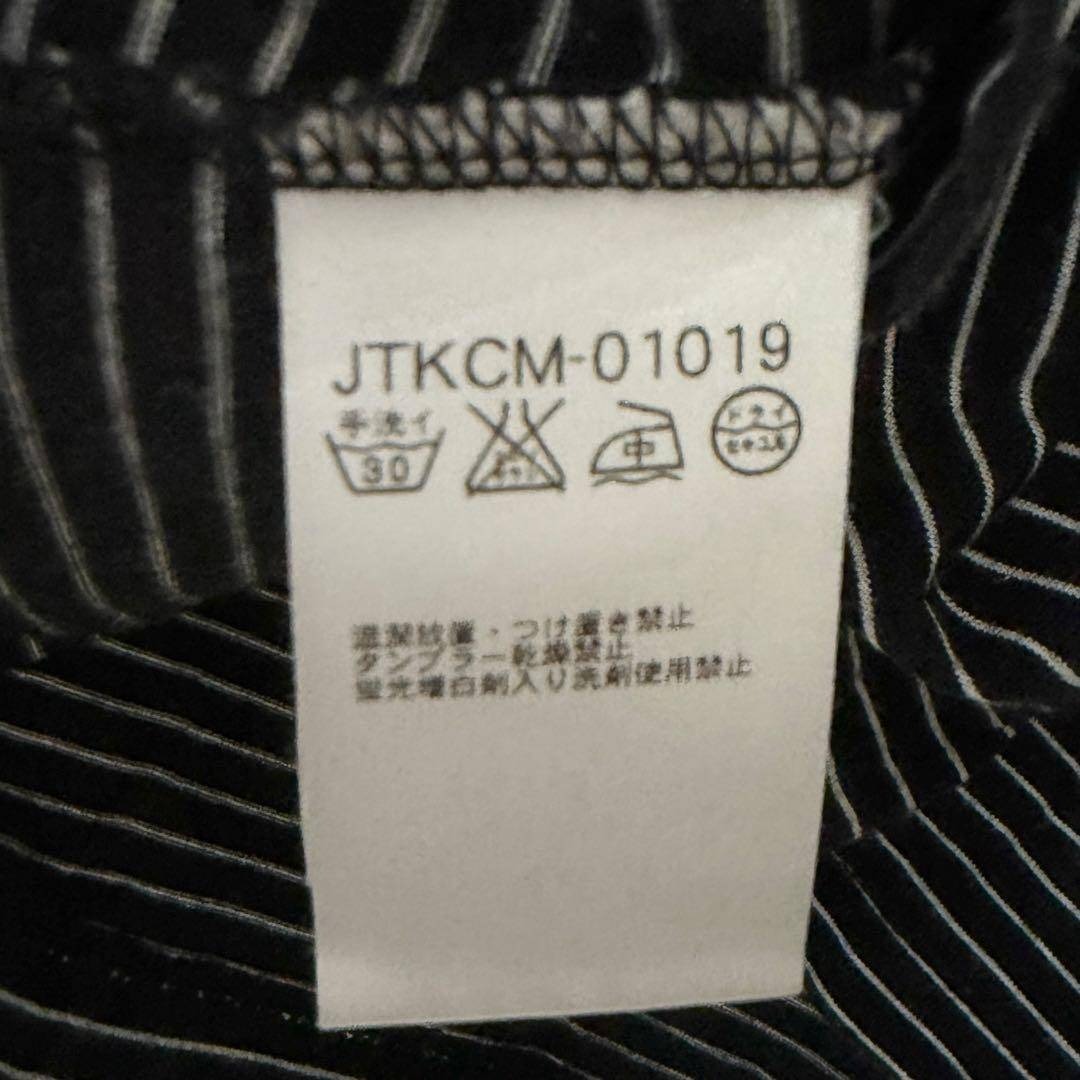 JTKCM-01019
手洗イ 中 ドライ
30 セキユ系
湿潤放置・つけ置き禁止
タンブラー乾燥禁止
蛍光増白剤入り洗剤使用禁止